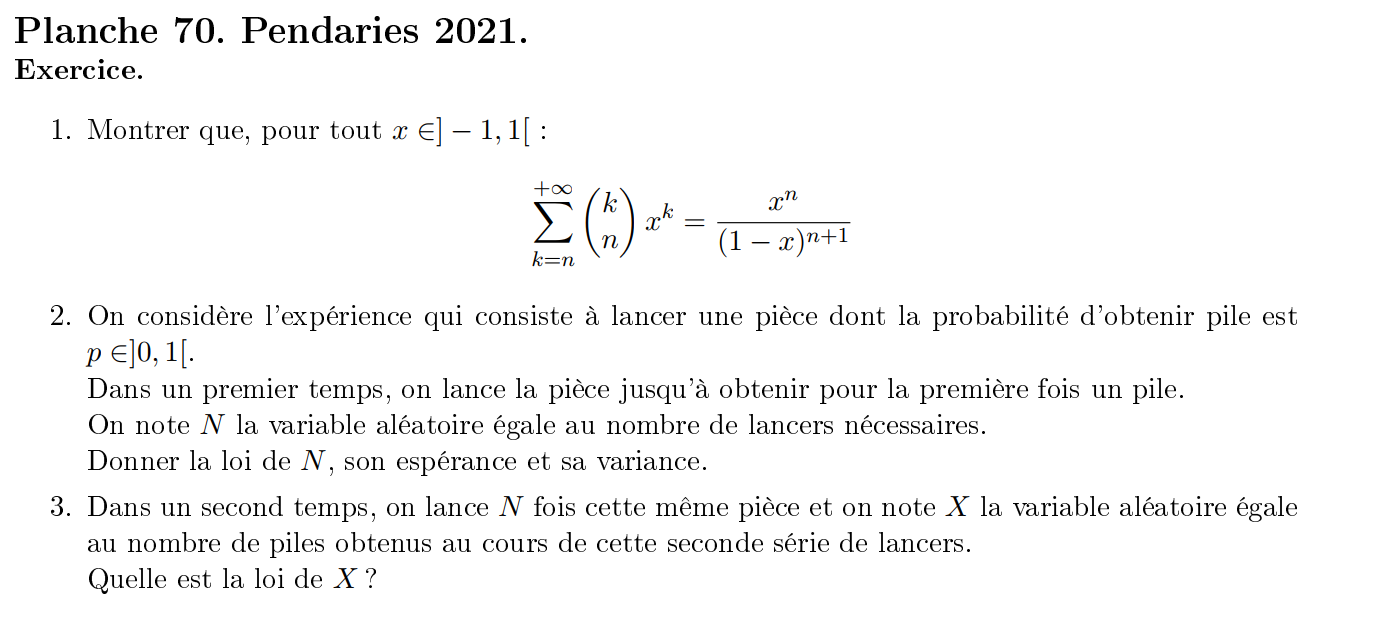 Planche 70. Pendaries 2021.
Exercice.
1. Montrer que, pour tout $x \in ]-1, 1[$ :
$$\sum_{k=n}^{+\infty} \binom{k}{n} x^k = \frac{x^n}{(1-x)^{n+1}}$$
2. On considère l'expérience qui consiste à lancer une pièce dont la probabilité d'obtenir pile est
$p \in ]0, 1[$.
Dans un premier temps, on lance la pièce jusqu'à obtenir pour la première fois un pile.
On note $N$ la variable aléatoire égale au nombre de lancers nécessaires.
Donner la loi de $N$, son espérance et sa variance.
3. Dans un second temps, on lance $N$ fois cette même pièce et on note $X$ la variable aléatoire égale
au nombre de piles obtenus au cours de cette seconde série de lancers.
Quelle est la loi de $X$ ?